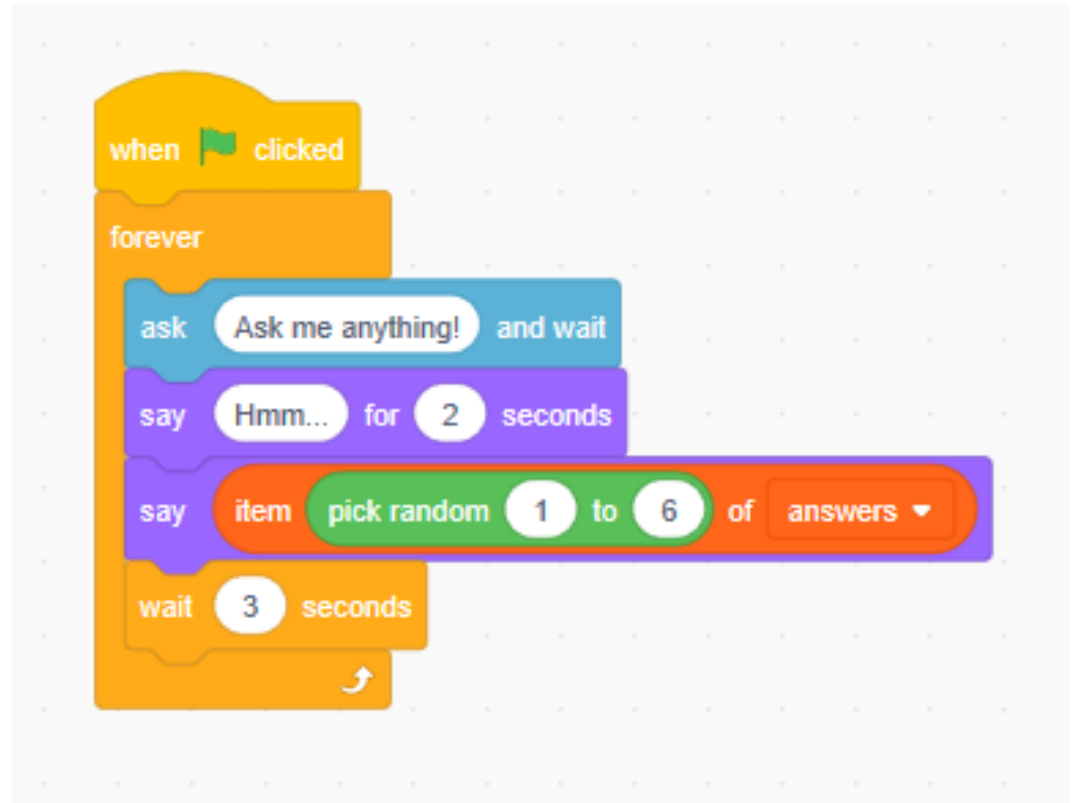 when clicked
forever
ask Ask me anything! and wait
say Hmm... for 2 seconds
say item pick random 1 to 6 of answers
wait 3 seconds